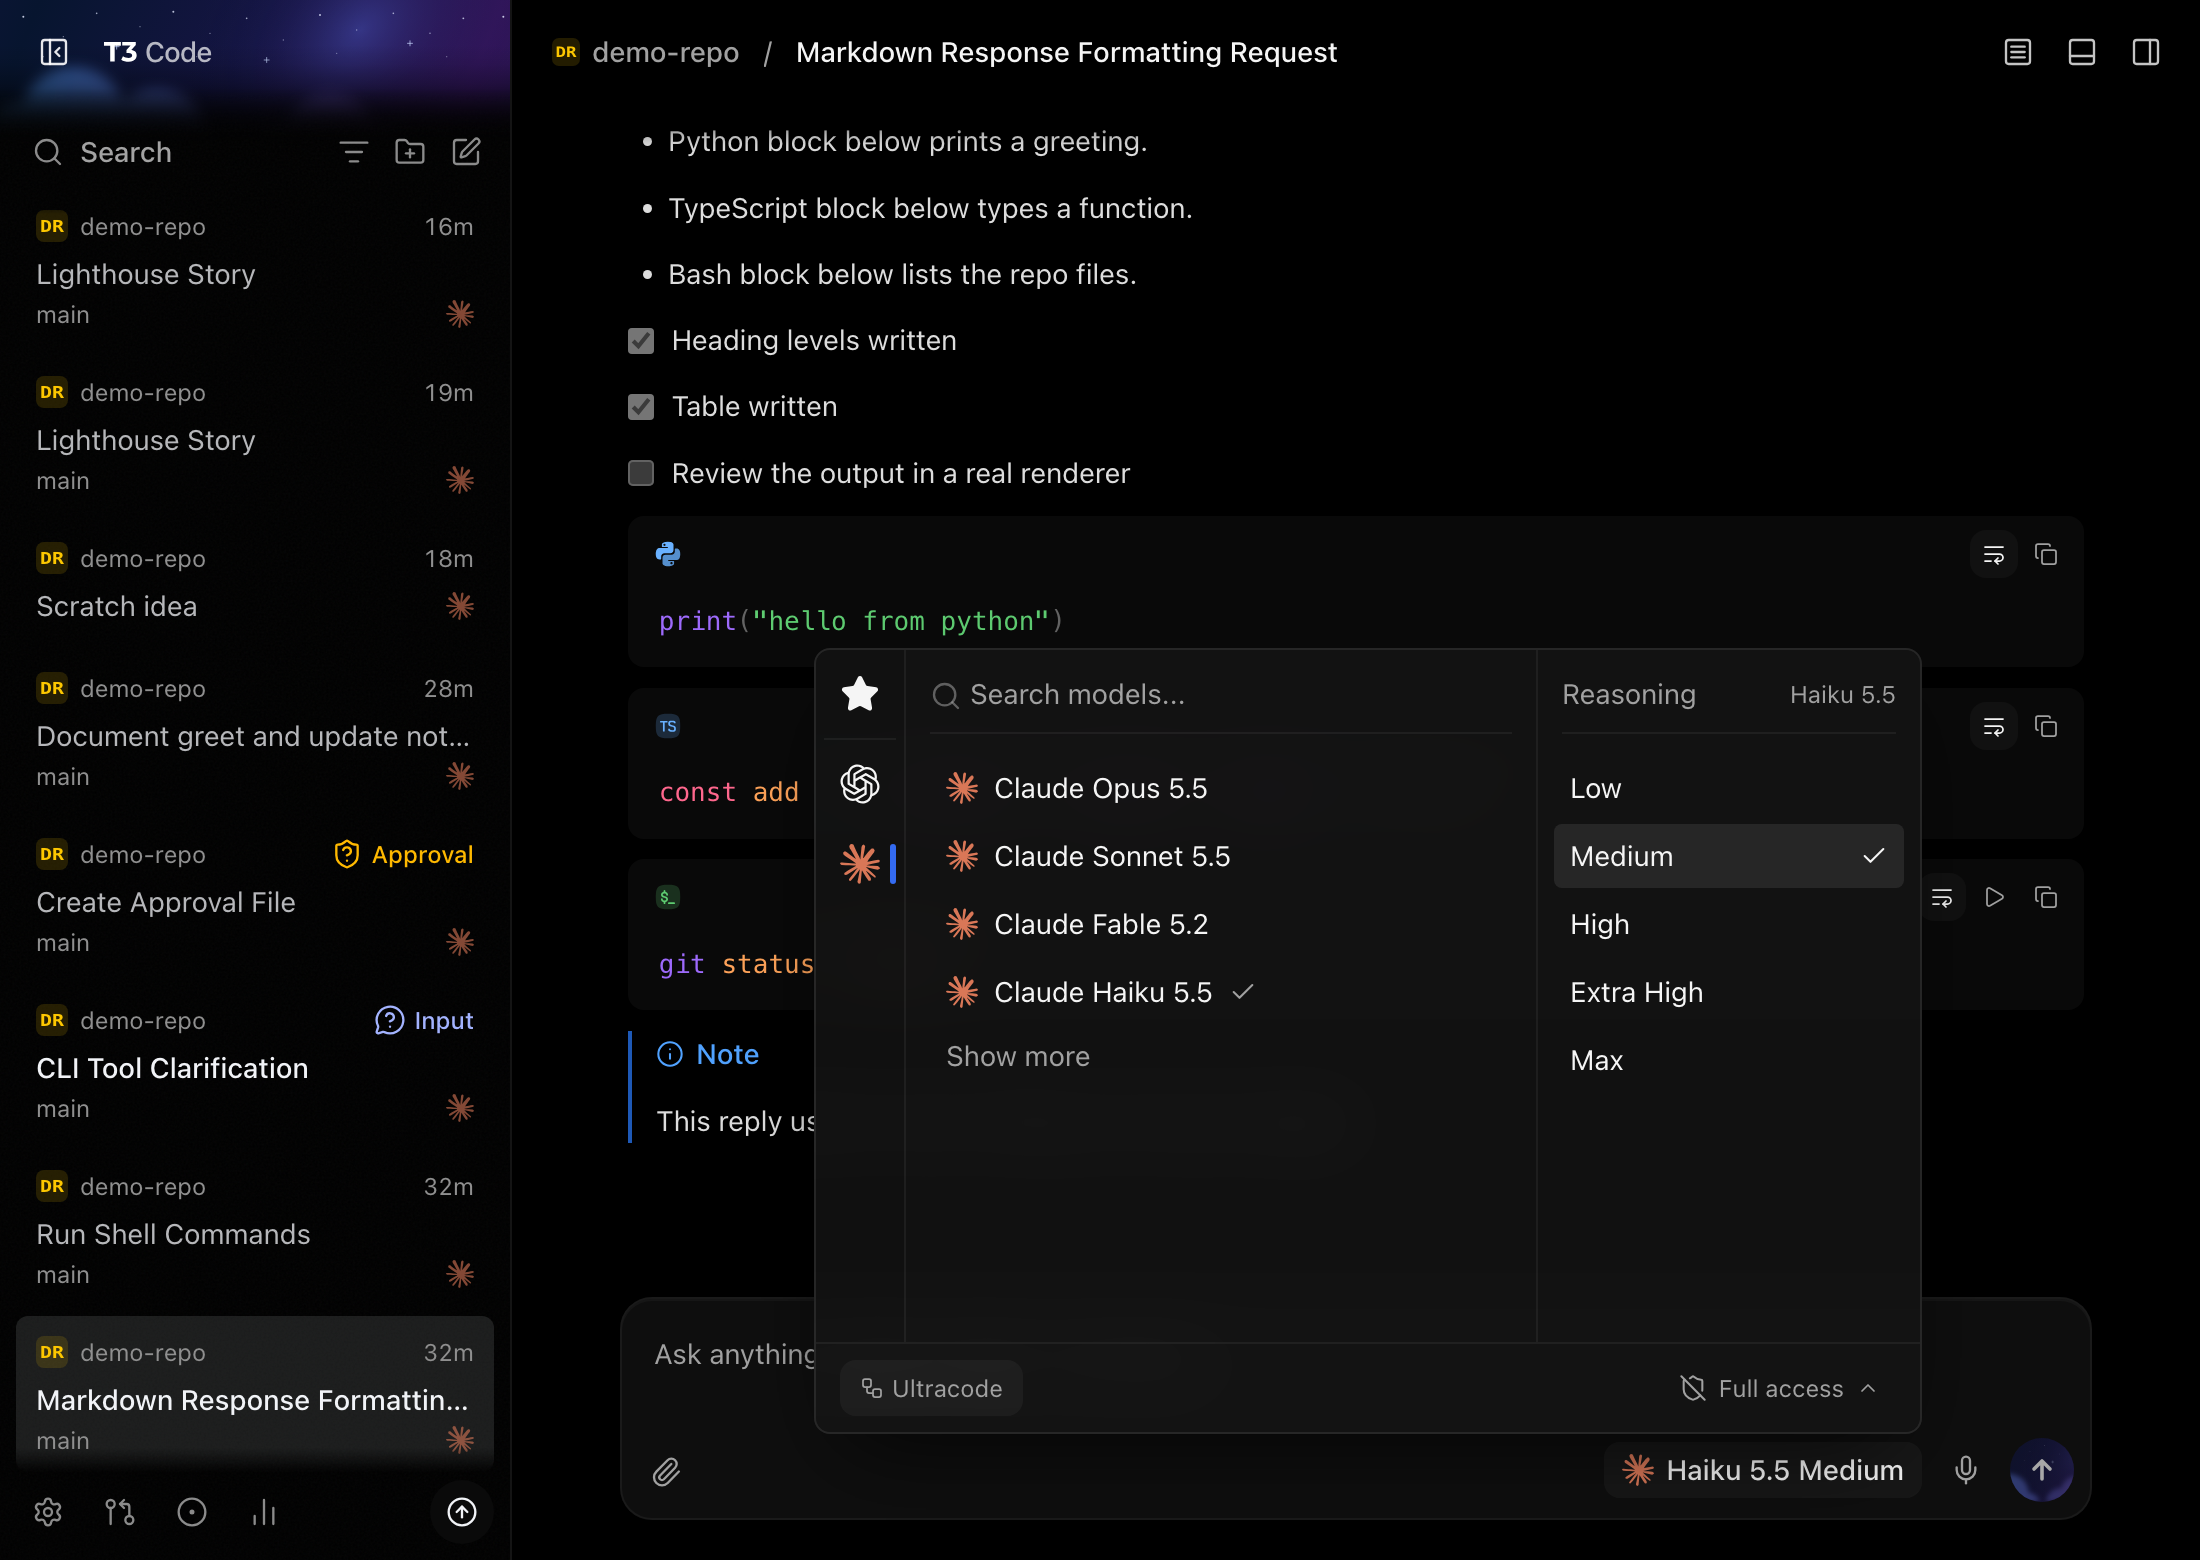 T3 Code
Search
DR demo-repo 16m
Lighthouse Story
main
DR demo-repo 19m
Lighthouse Story
main
DR demo-repo 18m
Scratch idea
DR demo-repo 28m
Document greet and update not...
main
DR demo-repo Approval
Create Approval File
main
DR demo-repo Input
CLI Tool Clarification
main
DR demo-repo 32m
Run Shell Commands
main
DR demo-repo 32m
Markdown Response Formattin...
main
DR demo-repo / Markdown Response Formatting Request
• Python block below prints a greeting.
• TypeScript block below types a function.
• Bash block below lists the repo files.
Heading levels written
Table written
Review the output in a real renderer
print("hello from python")
TS
const add
$_
git status
Note
This reply us
Search models...
Claude Opus 5.5
Claude Sonnet 5.5
Claude Fable 5.2
Claude Haiku 5.5
Show more
Reasoning Haiku 5.5
Low
Medium
High
Extra High
Max
Ultracode
Full access
Ask anything
Haiku 5.5 Medium